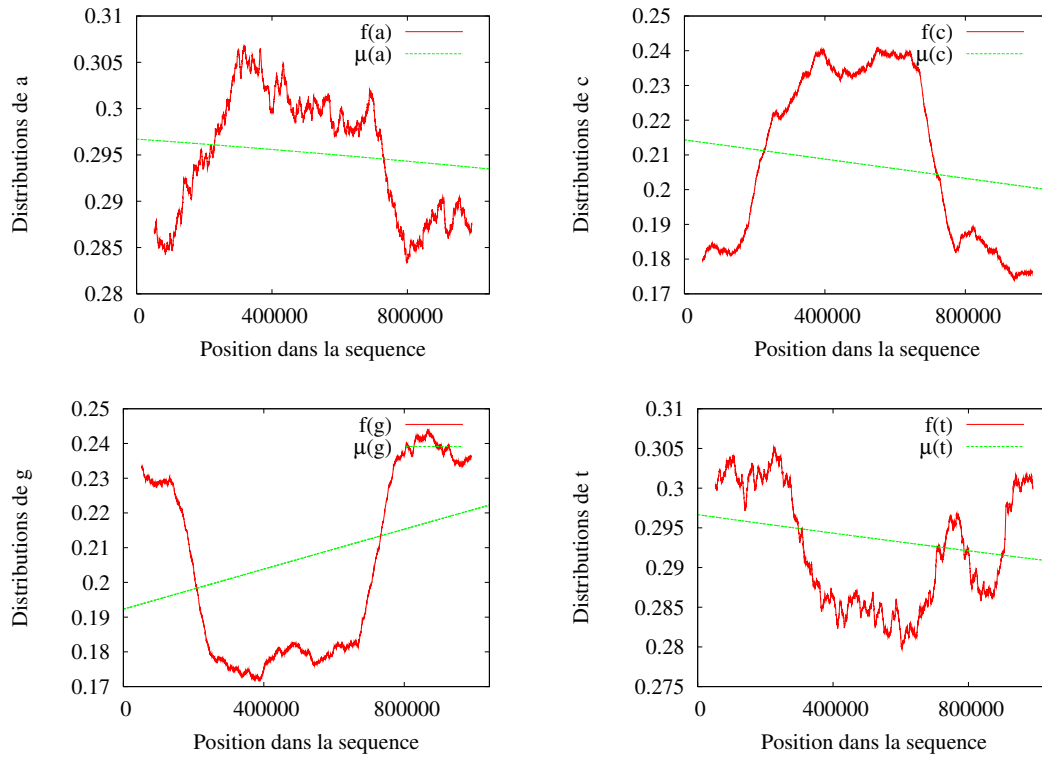 Distributions de a
0.31
0.305
0.3
0.295
0.29
0.285
0.28
0
400000
800000
Position dans la sequence
f(a)
µ(a)
Distributions de c
0.25
0.24
0.23
0.22
0.21
0.2
0.19
0.18
0.17
0
400000
800000
Position dans la sequence
f(c)
µ(c)
Distributions de g
0.25
0.24
0.23
0.22
0.21
0.2
0.19
0.18
0.17
0
400000
800000
Position dans la sequence
f(g)
µ(g)
Distributions de t
0.31
0.305
0.3
0.295
0.29
0.285
0.28
0.275
0
400000
800000
Position dans la sequence
f(t)
µ(t)